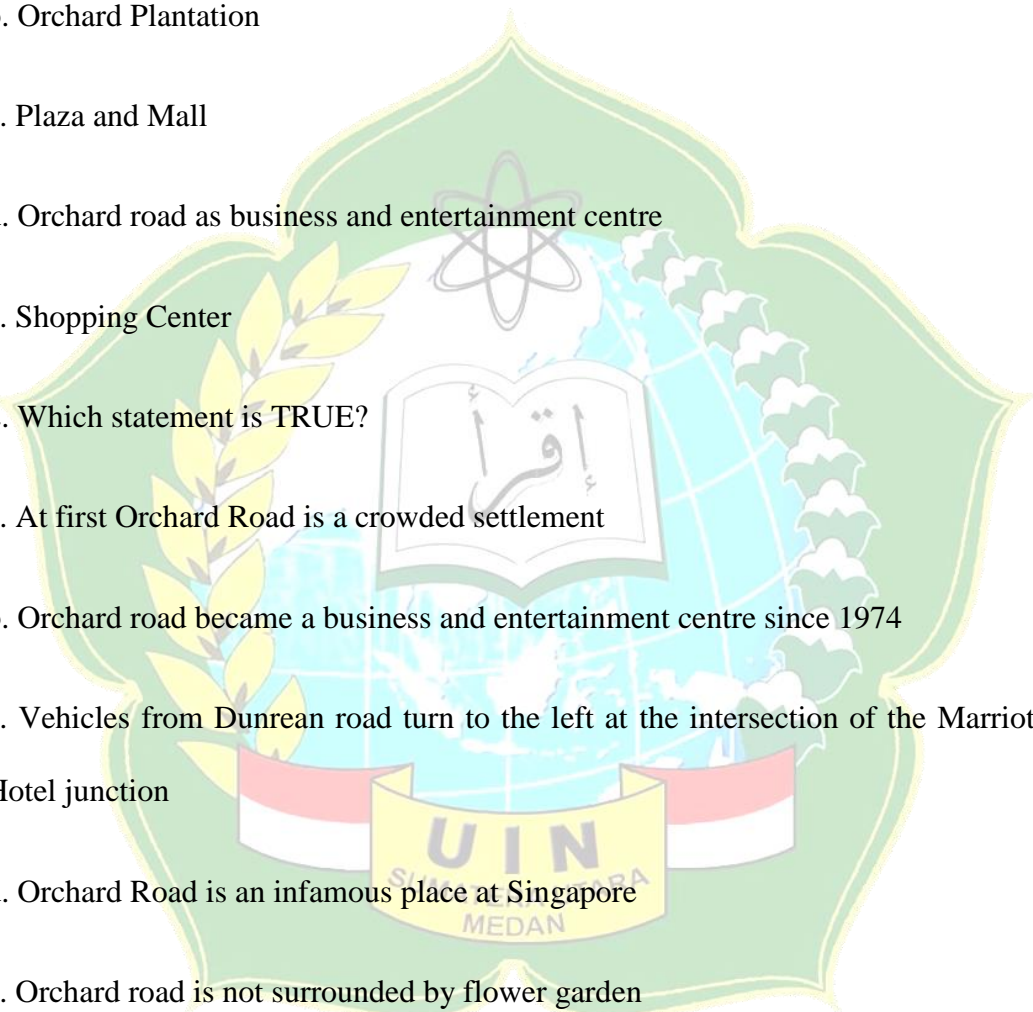 . Orchard Plantation
. Plaza and Mall
. Orchard road as business and entertainment centre
. Shopping Center
. Which statement is TRUE?
. At first Orchard Road is a crowded settlement
. Orchard road became a business and entertainment centre since 1974
. Vehicles from Dunrean road turn to the left at the intersection of the Marriot
Hotel junction
. Orchard Road is an infamous place at Singapore
. Orchard road is not surrounded by flower garden
إقرأ
UIN
SUMATERA UTARA
MEDAN